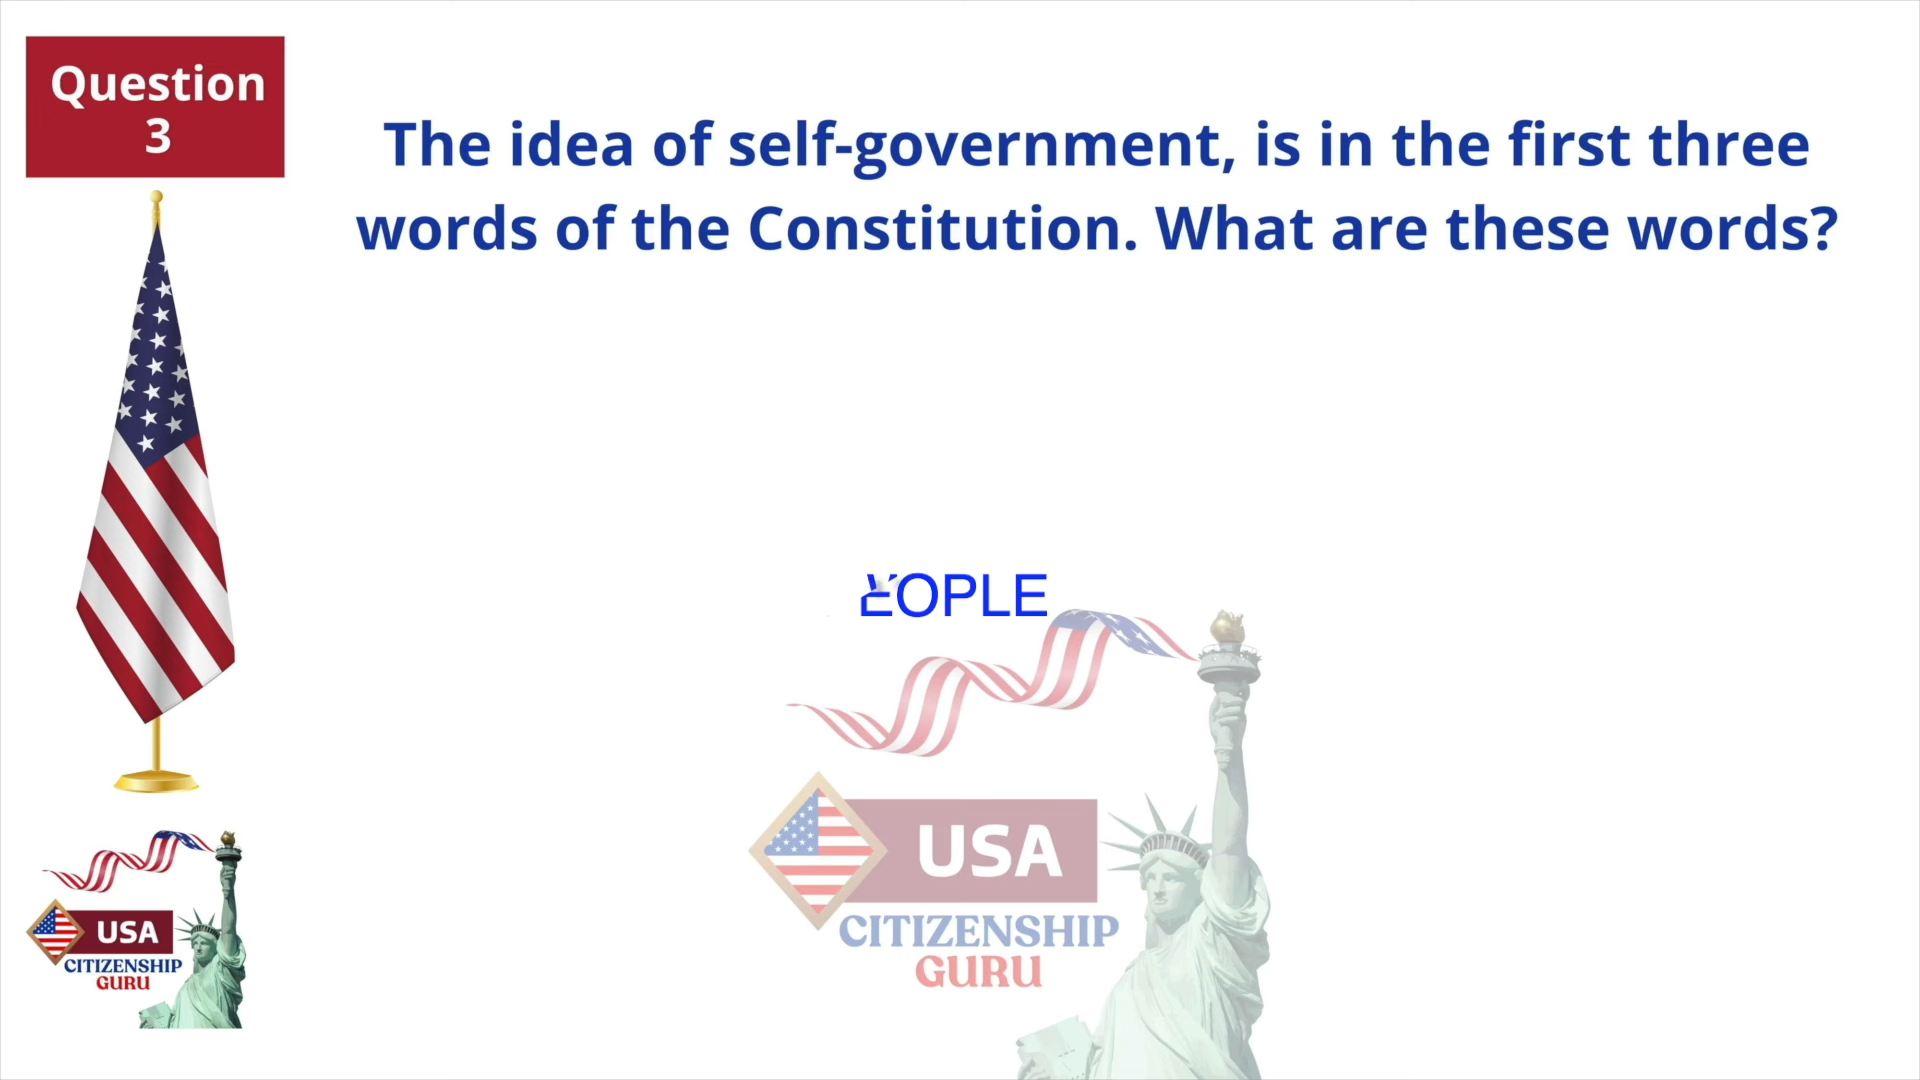 Question
3
The idea of self-government, is in the first three
words of the Constitution. What are these words?
USA
CITIZENSHIP
GURU
USA
CITIZENSHIP
GURU